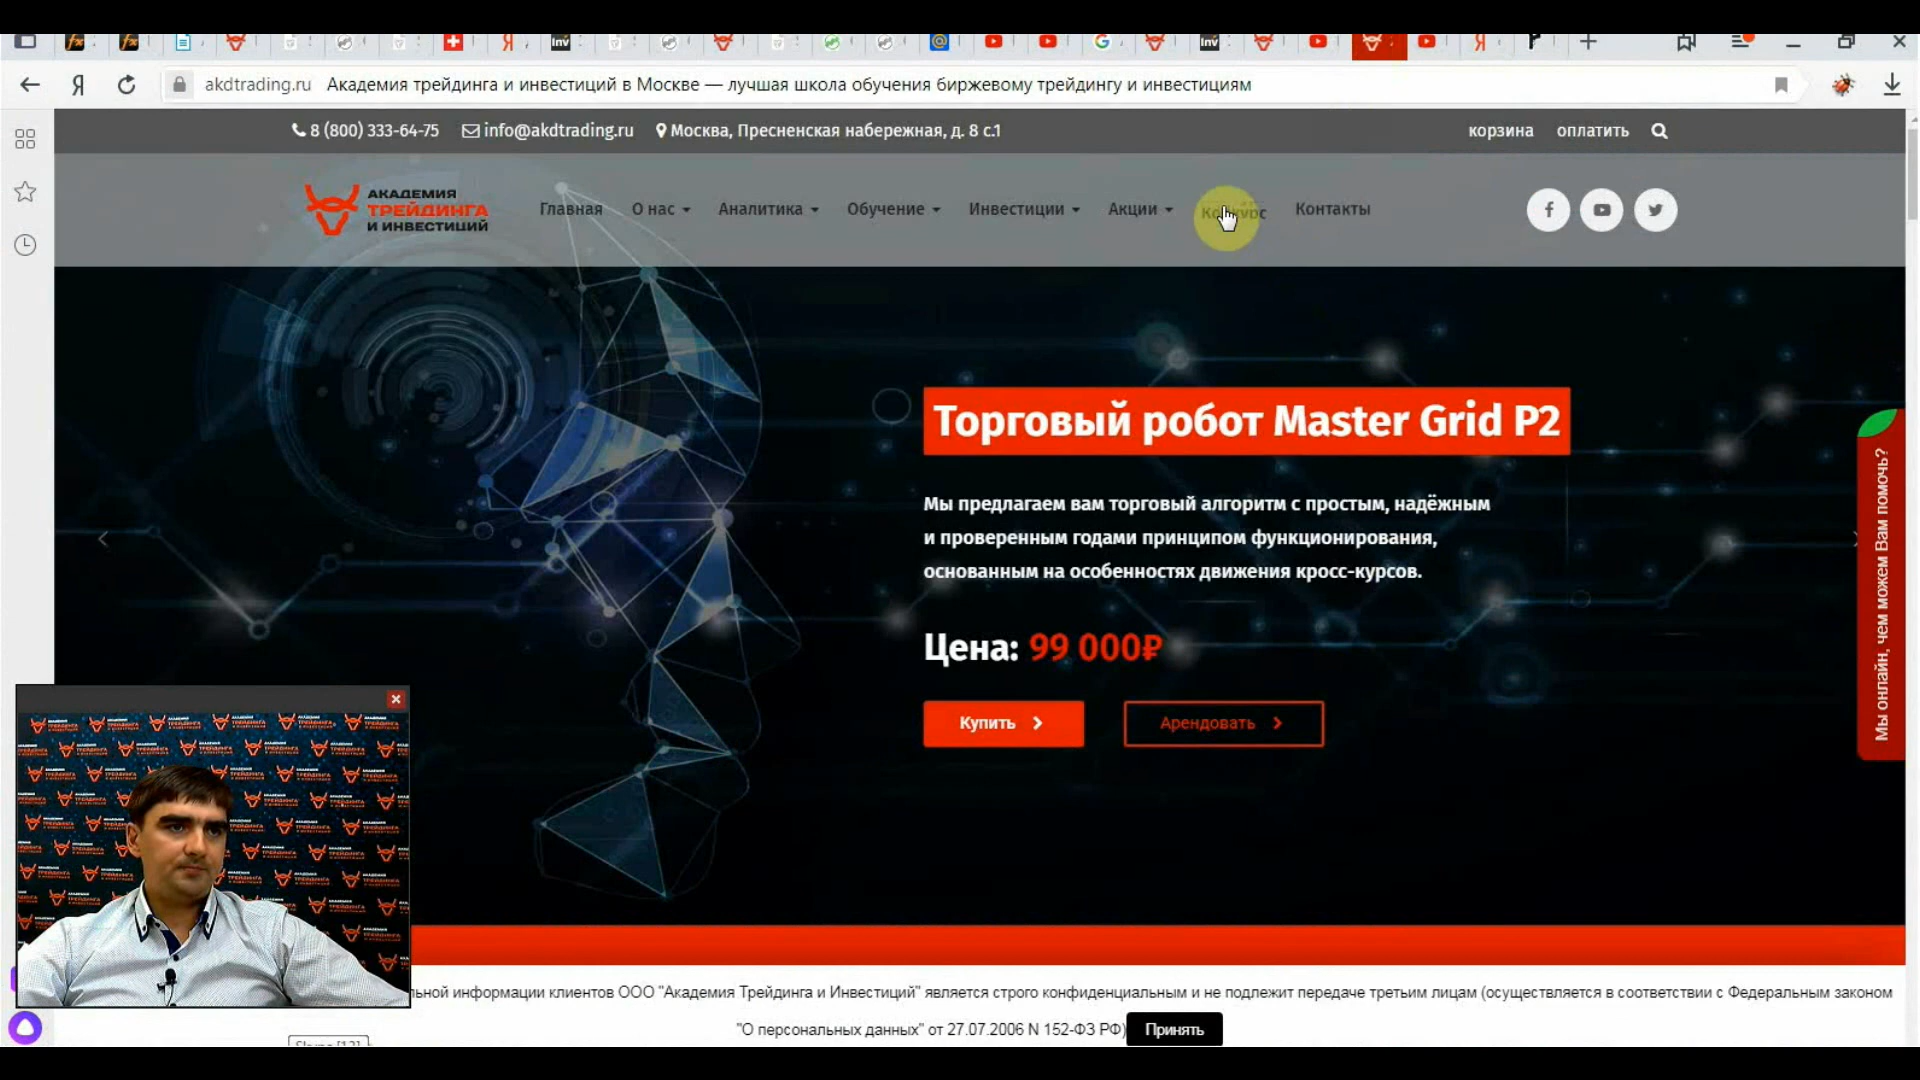 akdtrading.ru Академия трейдинга и инвестиций в Москве — лучшая школа обучения биржевому трейдингу и инвестициям
8 (800) 333-64-75 info@akdtrading.ru Москва, Пресненская набережная, д. 8 с.1 корзина оплатить
АКАДЕМИЯ
ТРЕЙДИНГА
И ИНВЕСТИЦИЙ
Главная О нас Аналитика Обучение Инвестиции Акции Конкурс Контакты
Торговый робот Master Grid P2
Мы предлагаем вам торговый алгоритм с простым, надёжным
и проверенным годами принципом функционирования,
основанным на особенностях движения кросс-курсов.
Цена: 99 000₽
Купить Арендовать
Мы онлайн, чем можем Вам помочь?
льной информации клиентов ООО "Академия Трейдинга и Инвестиций" является строго конфиденциальным и не подлежит передаче третьим лицам (осуществляется в соответствии с Федеральным законом
"О персональных данных" от 27.07.2006 N 152-ФЗ РФ) Принять